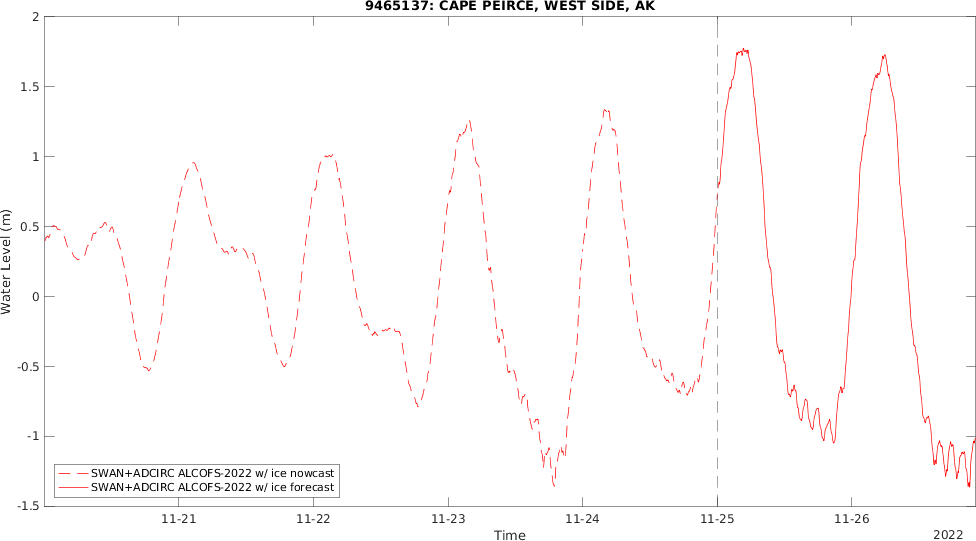 9465137: CAPE PEIRCE, WEST SIDE, AK
2
1.5
1
0.5
0
-0.5
-1
-1.5
Water Level (m)
SWAN+ADCIRC ALCOFS-2022 w/ ice nowcast
SWAN+ADCIRC ALCOFS-2022 w/ ice forecast
11-21 11-22 11-23 11-24 11-25 11-26
Time
2022